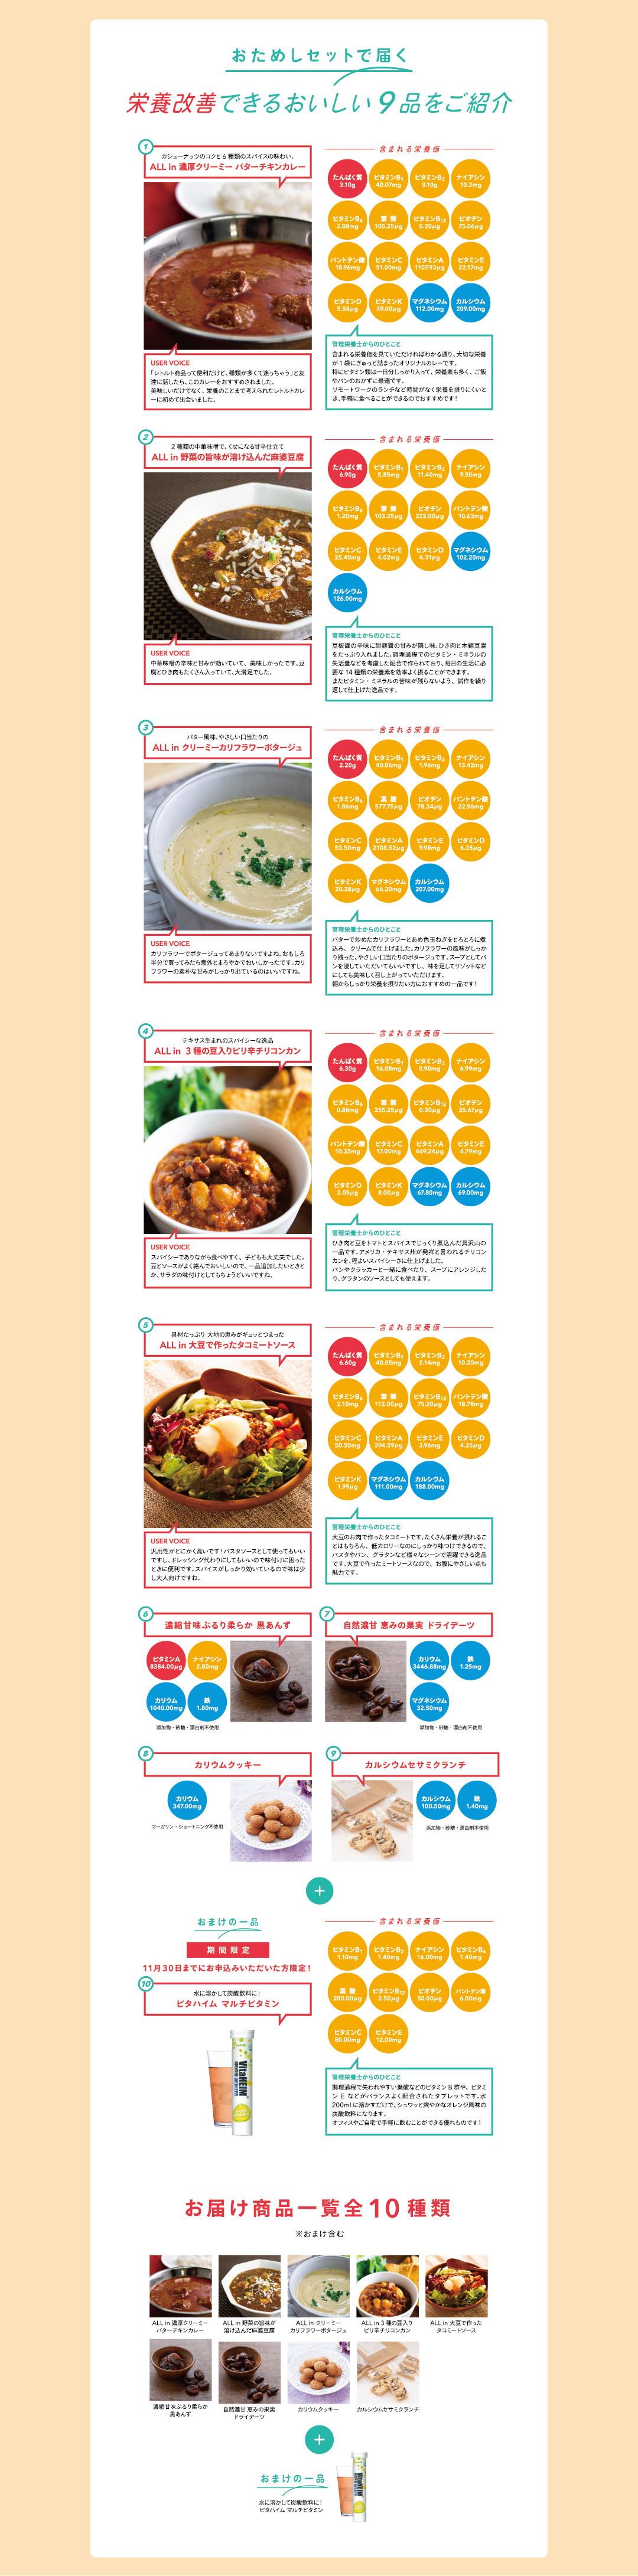 おためしセットで届く
栄養改善できるおいしい9品をご紹介
1
カシューナッツのコクと6種類のスパイスの味わい。
ALL in 濃厚クリーミー バターチキンカレー
USER VOICE
「レトルト商品って便利だけど、種類が多くて迷っちゃう」と友
達に話したら、このカレーをおすすめされました。
美味しいだけでなく、栄養のことまで考えられたレトルトカレ
ーに初めて出会いました。
含まれる栄養価
たんぱく質 3.10g
ビタミンB1 40.07mg
ビタミンB2 3.10g
ナイアシン 10.2mg
ビタミンB6 2.08mg
葉酸 105.25μg
ビタミンB12 0.20μg
ビオチン 75.06μg
パントテン酸 18.96mg
ビタミンC 51.00mg
ビタミンA 1107.93μg
ビタミンE 22.17mg
ビタミンD 5.58μg
ビタミンK 39.00μg
マグネシウム 112.00mg
カルシウム 209.00mg
管理栄養士からのひとこと
含まれる栄養価を見ていただければわかる通り、大切な栄養
が1袋にぎゅっと詰まったオリジナルカレーです。
特にビタミン類は一日分しっかり入って、栄養素も多く、ご飯
やパンのおかずに最適です。
リモートワークのランチなど時間がなく栄養を摂りにくいと
き、手軽に食べることができるのでおすすめです！
2
2種類の中華味噌で、くせになる甘辛仕立て
ALL in 野菜の旨味が溶け込んだ麻婆豆腐
USER VOICE
中華味噌の辛味と甘みが効いていて、美味しかったです。豆
腐とひき肉もたくさん入っていて、大満足でした。
含まれる栄養価
たんぱく質 6.90g
ビタミンB1 5.85mg
ビタミンB2 11.40mg
ナイアシン 9.50mg
ビタミンB6 1.20mg
葉酸 103.25μg
ビオチン 222.00μg
パントテン酸 10.63mg
ビタミンC 25.40mg
ビタミンE 4.02mg
ビタミンD 4.31μg
マグネシウム 102.20mg
カルシウム 126.00mg
管理栄養士からのひとこと
豆板醤の辛味に甜麺醤の甘みが隠し味。ひき肉と木綿豆腐
をたっぷり入れました。調理過程でのビタミン・ミネラルの
失活量などを考慮した配合で作られており、毎日の生活に必
要な14種類の栄養素を効率よく摂ることができます。
またビタミン・ミネラルの苦味が残らないよう、試作を繰り
返して仕上げた逸品です。
3
バター風味。やさしい口当たりの
ALL in クリーミーカリフラワーポタージュ
USER VOICE
カリフラワーでポタージュってあまりないですよね。おもしろ
半分で買ってみたら意外とまろやかでおいしかったです。カリ
フラワーの素朴な甘みがしっかり出ているのはいいですね。
含まれる栄養価
たんぱく質 2.20g
ビタミンB1 40.06mg
ビタミンB2 1.96mg
ナイアシン 13.42mg
ビタミンB6 1.86mg
葉酸 577.75μg
ビオチン 78.34μg
パントテン酸 22.96mg
ビタミンC 53.50mg
ビタミンA 2108.52μg
ビタミンE 9.98mg
ビタミンD 6.35μg
ビタミンK 20.28μg
マグネシウム 66.20mg
カルシウム 207.00mg
管理栄養士からのひとこと
バターで炒めたカリフラワーとあめ色玉ねぎをとろとろに煮
込み、クリームで仕上げました。カリフラワーの風味がしっか
り残った、やさしい口当たりのポタージュです。スープとしてパ
ンを浸していただいてもいいですし、味を足してリゾットなど
にしても美味しく召し上がっていただけます。
朝からしっかり栄養を摂りたい方におすすめの一品です！
4
テキサス生まれのスパイシーな逸品
ALL in 3種の豆入りピリ辛チリコンカン
USER VOICE
スパイシーでありながら食べやすく、子どもも大丈夫でした。
豆とソースがよく絡んでおいしいので、一品追加したいときと
か、サラダの味付けとしてもちょうどいいですね。
含まれる栄養価
たんぱく質 6.30g
ビタミンB1 16.08mg
ビタミンB2 0.90mg
ナイアシン 6.99mg
ビタミンB6 0.88mg
葉酸 255.25μg
ビタミンB12 0.30μg
ビオチン 35.67μg
パントテン酸 10.35mg
ビタミンC 17.00mg
ビタミンA 469.24μg
ビタミンE 4.79mg
ビタミンD 2.05μg
ビタミンK 8.00μg
マグネシウム 67.80mg
カルシウム 69.00mg
管理栄養士からのひとこと
ひき肉と豆をトマトとスパイスでじっくり煮込んだ具沢山の
一品です。アメリカ・テキサス州が発祥と言われるチリコン
カンを、程よいスパイシーさに仕上げました。
パンやクラッカーと一緒に食べたり、スープにアレンジした
り、グラタンのソースとしても使えます。
5
具材たっぷり 大地の恵みがギュッとつまった
ALL in 大豆で作ったタコミートソース
USER VOICE
汎用性がとにかく高いです！パスタソースとして使ってもいい
ですし、ドレッシング代わりにしてもいいので味付けに困った
ときに便利です。スパイスがしっかり効いているので味は少
し大人向けですね。
含まれる栄養価
たんぱく質 6.60g
ビタミンB1 40.05mg
ビタミンB2 2.14mg
ナイアシン 10.20mg
ビタミンB6 2.10mg
葉酸 112.00μg
ビタミンB12 75.20μg
パントテン酸 18.78mg
ビタミンC 50.50mg
ビタミンA 394.59μg
ビタミンE 3.96mg
ビタミンD 4.25μg
ビタミンK 1.99μg
マグネシウム 111.00mg
カルシウム 188.00mg
管理栄養士からのひとこと
大豆のお肉で作ったタコミートです。たくさん栄養が摂れるこ
とはもちろん、低カロリーなのにしっかり味つけできるので、
パスタやパン、グラタンなど様々なシーンで活躍できる逸品
です。大豆で作ったミートソースなので、お腹にやさしい点も
魅力です。
6
濃縮甘味ぷるり柔らか 黒あんず
ビタミンA 8384.00μg
ナイアシン 2.80mg
カリウム 1040.00mg
鉄 1.80mg
添加物・砂糖・漂白剤不使用
7
自然濃甘 恵みの果実 ドライデーツ
カリウム 3446.88mg
鉄 1.25mg
マグネシウム 32.50mg
添加物・砂糖・漂白剤不使用
8
カリウムクッキー
カリウム 347.00mg
マーガリン・ショートニング不使用
9
カルシウムセサミクランチ
カルシウム 100.50mg
鉄 1.40mg
添加物・砂糖・漂白剤不使用
+
おまけの一品
期間限定
11月30日までにお申込みいただいた方限定！
10
水に溶かして炭酸飲料に！
ビタハイム マルチビタミン
VitaHEIM
含まれる栄養価
ビタミンB1 1.10mg
ビタミンB2 1.40mg
ナイアシン 16.00mg
ビタミンB6 1.40mg
葉酸 200.00μg
ビタミンB12 2.50μg
ビオチン 50.00μg
パントテン酸 6.00mg
ビタミンC 80.00mg
ビタミンE 12.00mg
管理栄養士からのひとこと
調理過程で失われやすい葉酸などのビタミンB群や、ビタミ
ンEなどがバランスよく配合されたタブレットです。水
200mlに溶かすだけで、シュワッと爽やかなオレンジ風味の
炭酸飲料になります。
オフィスやご自宅で手軽に飲むことができる優れものです！
お届け商品一覧全10種類
※おまけ含む
ALL in 濃厚クリーミー
バターチキンカレー
ALL in 野菜の旨味が
溶け込んだ麻婆豆腐
ALL in クリーミー
カリフラワーポタージュ
ALL in 3種の豆入り
ピリ辛チリコンカン
ALL in 大豆で作った
タコミートソース
濃縮甘味ぷるり柔らか
黒あんず
自然濃甘 恵みの果実
ドライデーツ
カリウムクッキー
カルシウムセサミクランチ
+
おまけの一品
水に溶かして炭酸飲料に！
ビタハイム マルチビタミン
VitaHEIM